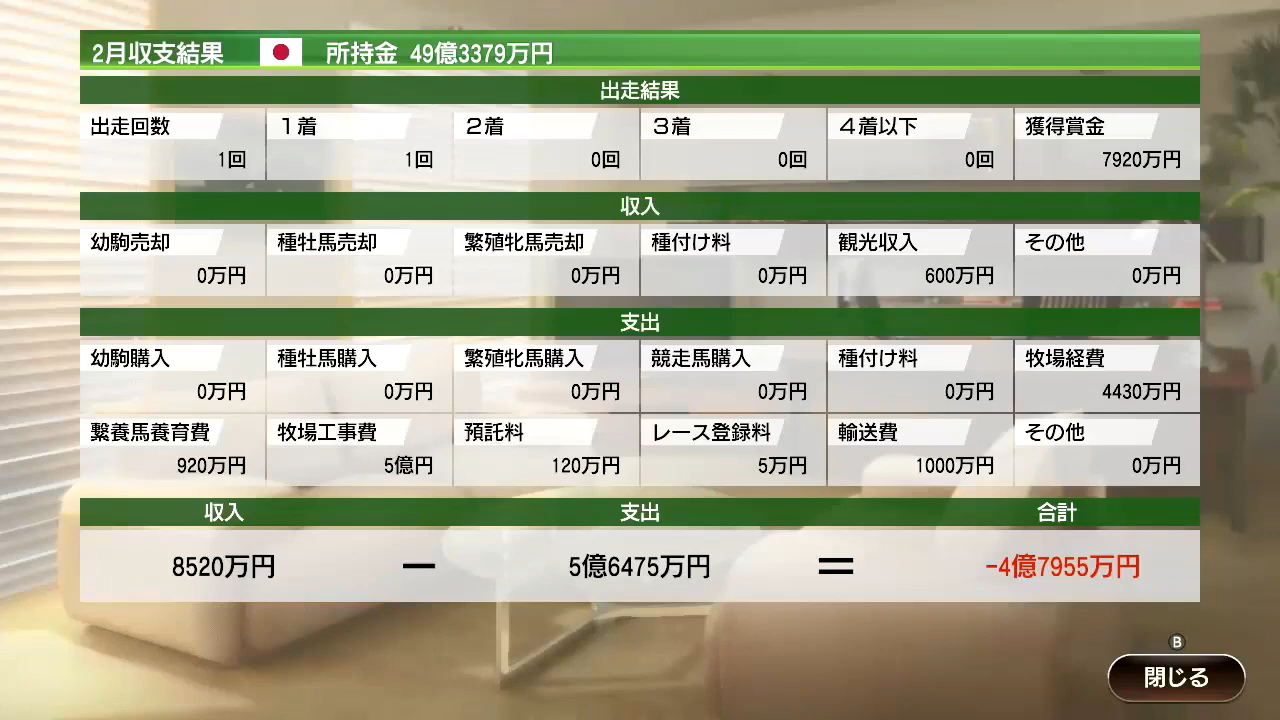 2月収支結果 所持金 49億3379万円
出走結果
出走回数 1着 2着 3着 4着以下 獲得賞金
1回 1回 0回 0回 0回 7920万円
収入
幼駒売却 種牡馬売却 繁殖牝馬売却 種付け料 観光収入 その他
0万円 0万円 0万円 0万円 600万円 0万円
支出
幼駒購入 種牡馬購入 繁殖牝馬購入 競走馬購入 種付け料 牧場経費
0万円 0万円 0万円 0万円 0万円 4430万円
繋養馬養育費 牧場工事費 預託料 レース登録料 輸送費 その他
920万円 5億円 120万円 5万円 1000万円 0万円
収入 支出 合計
8520万円 － 5億6475万円 ＝ -4億7955万円
B
閉じる